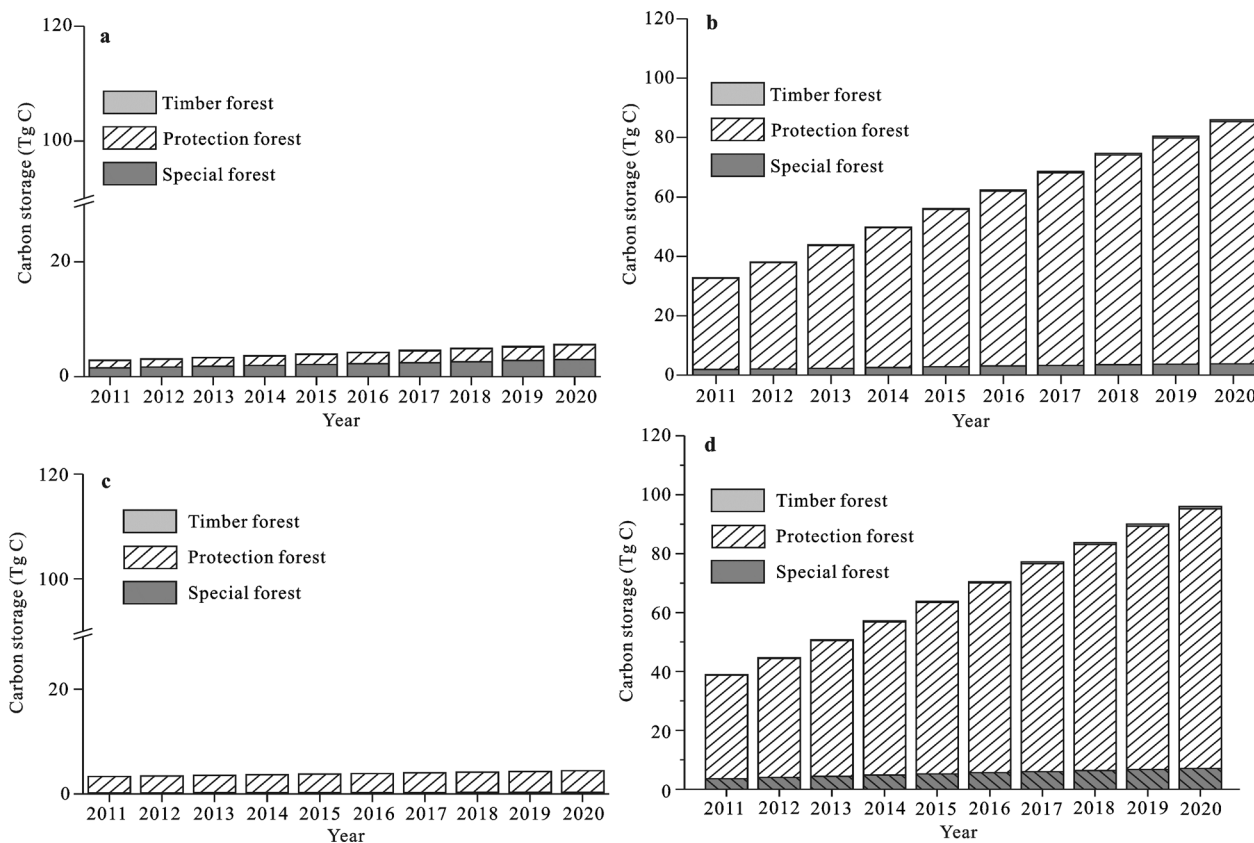 a
120
100
20
0
Carbon storage (Tg C)
Timber forest
Protection forest
Special forest
2011 2012 2013 2014 2015 2016 2017 2018 2019 2020
Year
b
120
100
80
60
40
20
0
Carbon storage (Tg C)
Timber forest
Protection forest
Special forest
2011 2012 2013 2014 2015 2016 2017 2018 2019 2020
Year
c
120
100
20
0
Carbon storage (Tg C)
Timber forest
Protection forest
Special forest
2011 2012 2013 2014 2015 2016 2017 2018 2019 2020
Year
d
120
100
80
60
40
20
0
Carbon storage (Tg C)
Timber forest
Protection forest
Special forest
2011 2012 2013 2014 2015 2016 2017 2018 2019 2020
Year